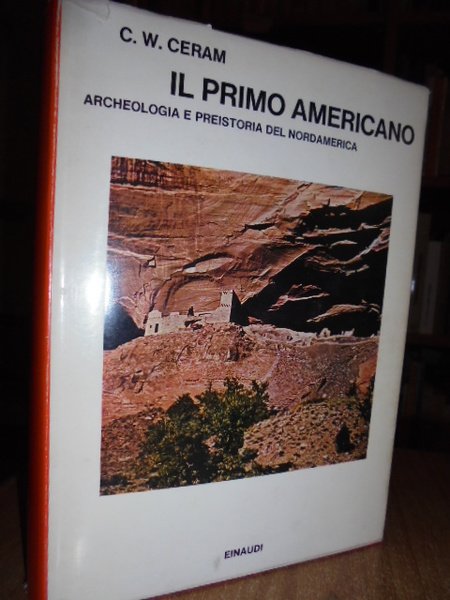 C. W. CERAM
IL PRIMO AMERICANO
ARCHEOLOGIA E PREISTORIA DEL NORDAMERICA
EINAUDI